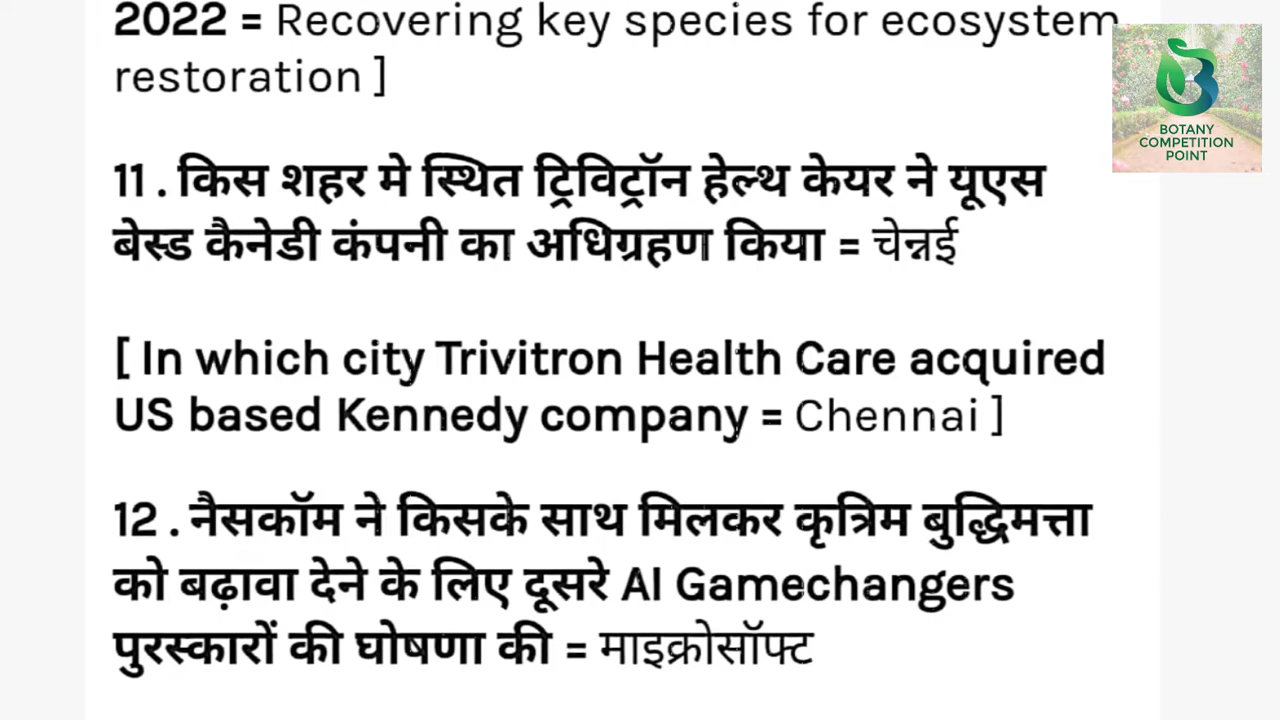 2022 = Recovering key species for ecosystem
restoration ]
BOTANY
COMPETITION
POINT
11 . किस शहर मे स्थित ट्रिविट्रॉन हेल्थ केयर ने यूएस
बेस्ड कैनेडी कंपनी का अधिग्रहण किया = चेन्नई
[ In which city Trivitron Health Care acquired
US based Kennedy company = Chennai ]
12 . नैसकॉम ने किसके साथ मिलकर कृत्रिम बुद्धिमत्ता
को बढ़ावा देने के लिए दूसरे AI Gamechangers
पुरस्कारों की घोषणा की = माइक्रोसॉफ्ट